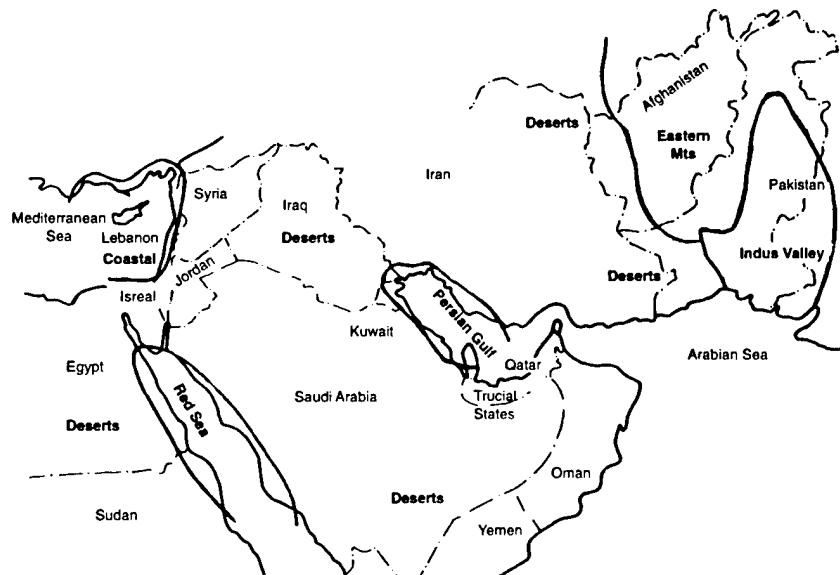 Afghanistan
Deserts
Eastern
Mts
Iran
Pakistan
Syria
Iraq
Mediterranean
Sea
Lebanon
Coastal
Deserts
Indus Valley
Jordan
Deserts
Isreal
Persian Gulf
Kuwait
Arabian Sea
Egypt
Qatar
Red Sea
Saudi Arabia
Trucial
States
Deserts
Oman
Deserts
Sudan
Yemen